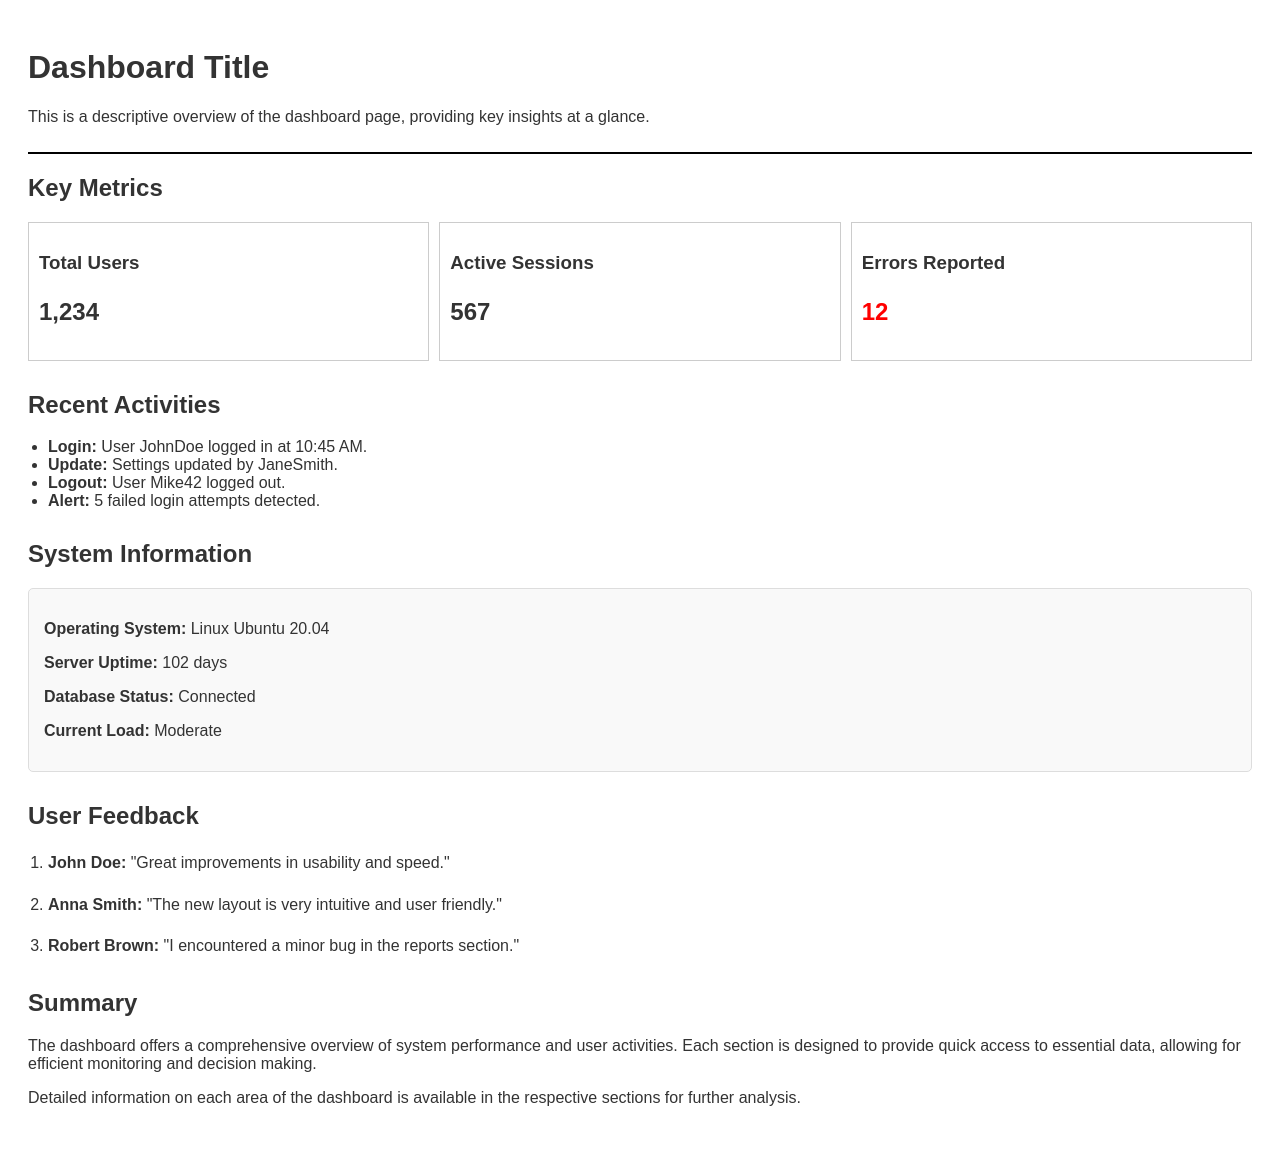 Dashboard Title
This is a descriptive overview of the dashboard page, providing key insights at a glance.
Key Metrics
Total Users
1,234
Active Sessions
567
Errors Reported
12
Recent Activities
• Login: User JohnDoe logged in at 10:45 AM.
• Update: Settings updated by JaneSmith.
• Logout: User Mike42 logged out.
• Alert: 5 failed login attempts detected.
System Information
Operating System: Linux Ubuntu 20.04
Server Uptime: 102 days
Database Status: Connected
Current Load: Moderate
User Feedback
1. John Doe: "Great improvements in usability and speed."
2. Anna Smith: "The new layout is very intuitive and user friendly."
3. Robert Brown: "I encountered a minor bug in the reports section."
Summary
The dashboard offers a comprehensive overview of system performance and user activities. Each section is designed to provide quick access to essential data, allowing for
efficient monitoring and decision making.
Detailed information on each area of the dashboard is available in the respective sections for further analysis.